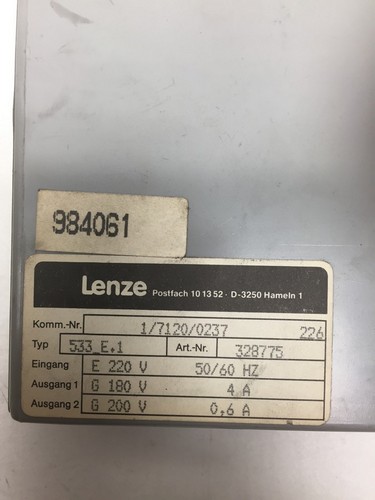 984061
Lenze Postfach 10 13 52 · D-3250 Hameln 1
Komm.-Nr. 1/7120/0237 226
Typ 533_E.1 Art.-Nr. 328775
Eingang E 220 V 50/60 HZ
Ausgang 1 G 180 V 4 A
Ausgang 2 G 200 V 0,6 A